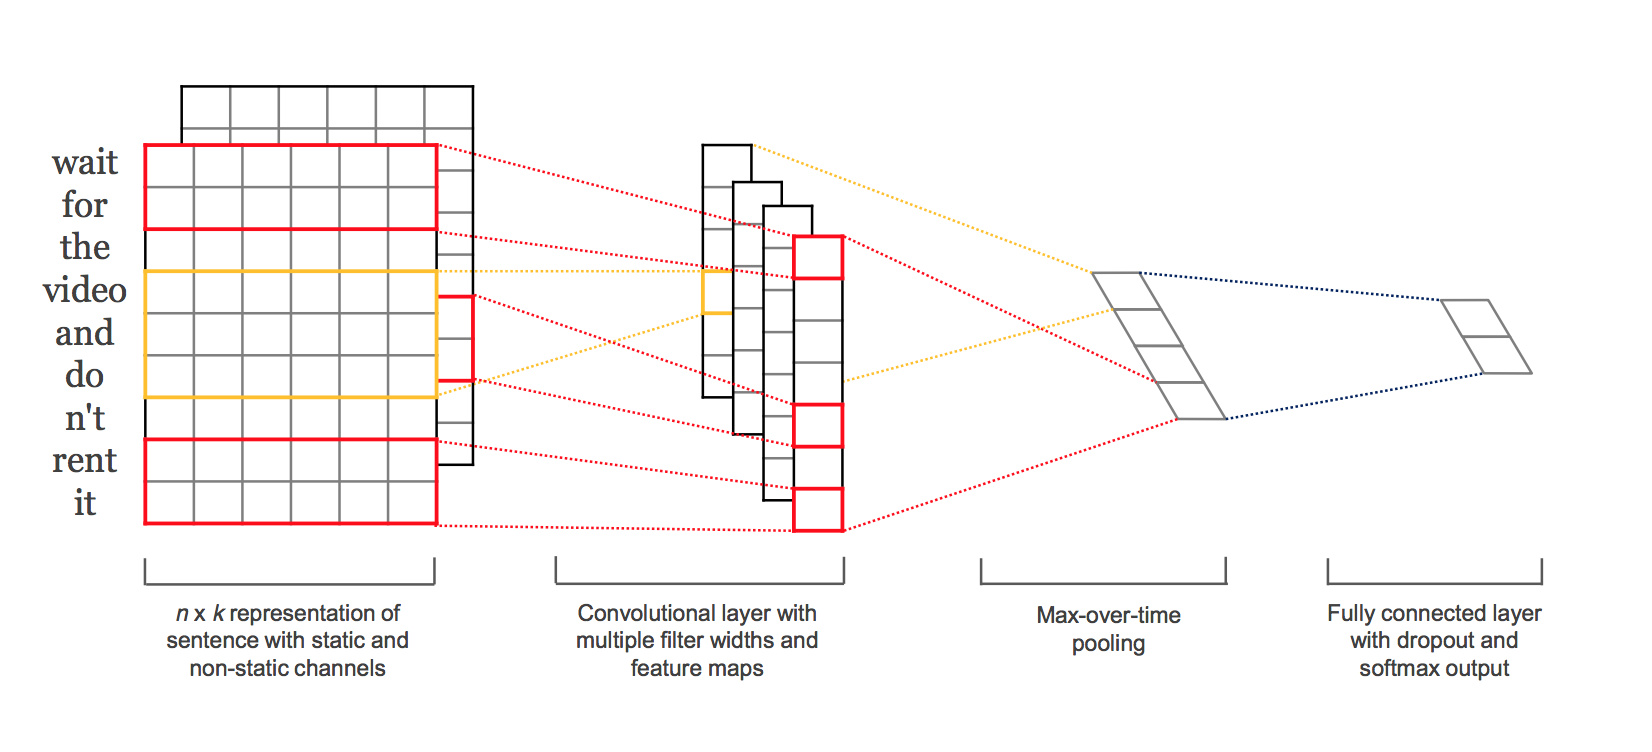 wait
for
the
video
and
do
n't
rent
it
n x k representation of
sentence with static and
non-static channels
Convolutional layer with
multiple filter widths and
feature maps
Max-over-time
pooling
Fully connected layer
with dropout and
softmax output